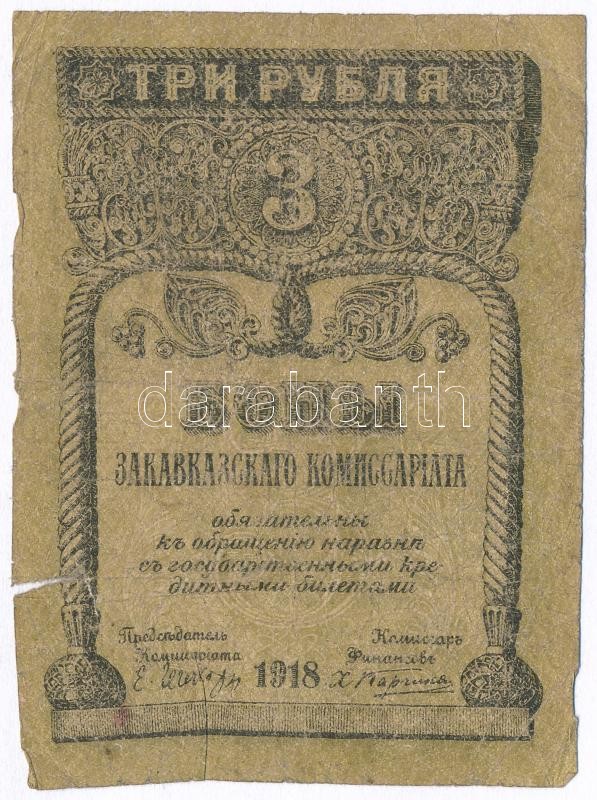 ТРИ РУБЛЯ
3
БОНЫ
darabanth
ЗАКАВКАЗСКАГО КОМИССАРІАТА
обязательны
къ обращенію наравнѣ
съ государственными кре-
дитными билетами
Предсѣдатель
Комиссаріата
Комиссаръ
Финансовъ
1918